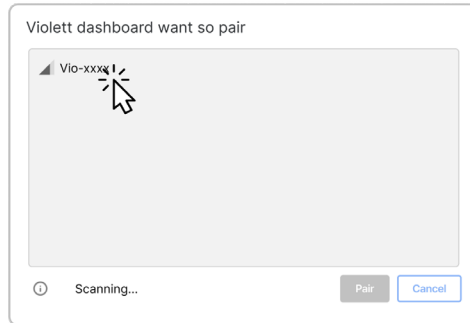 Violett dashboard want so pair
Vio-xxxx
Scanning...
Pair
Cancel